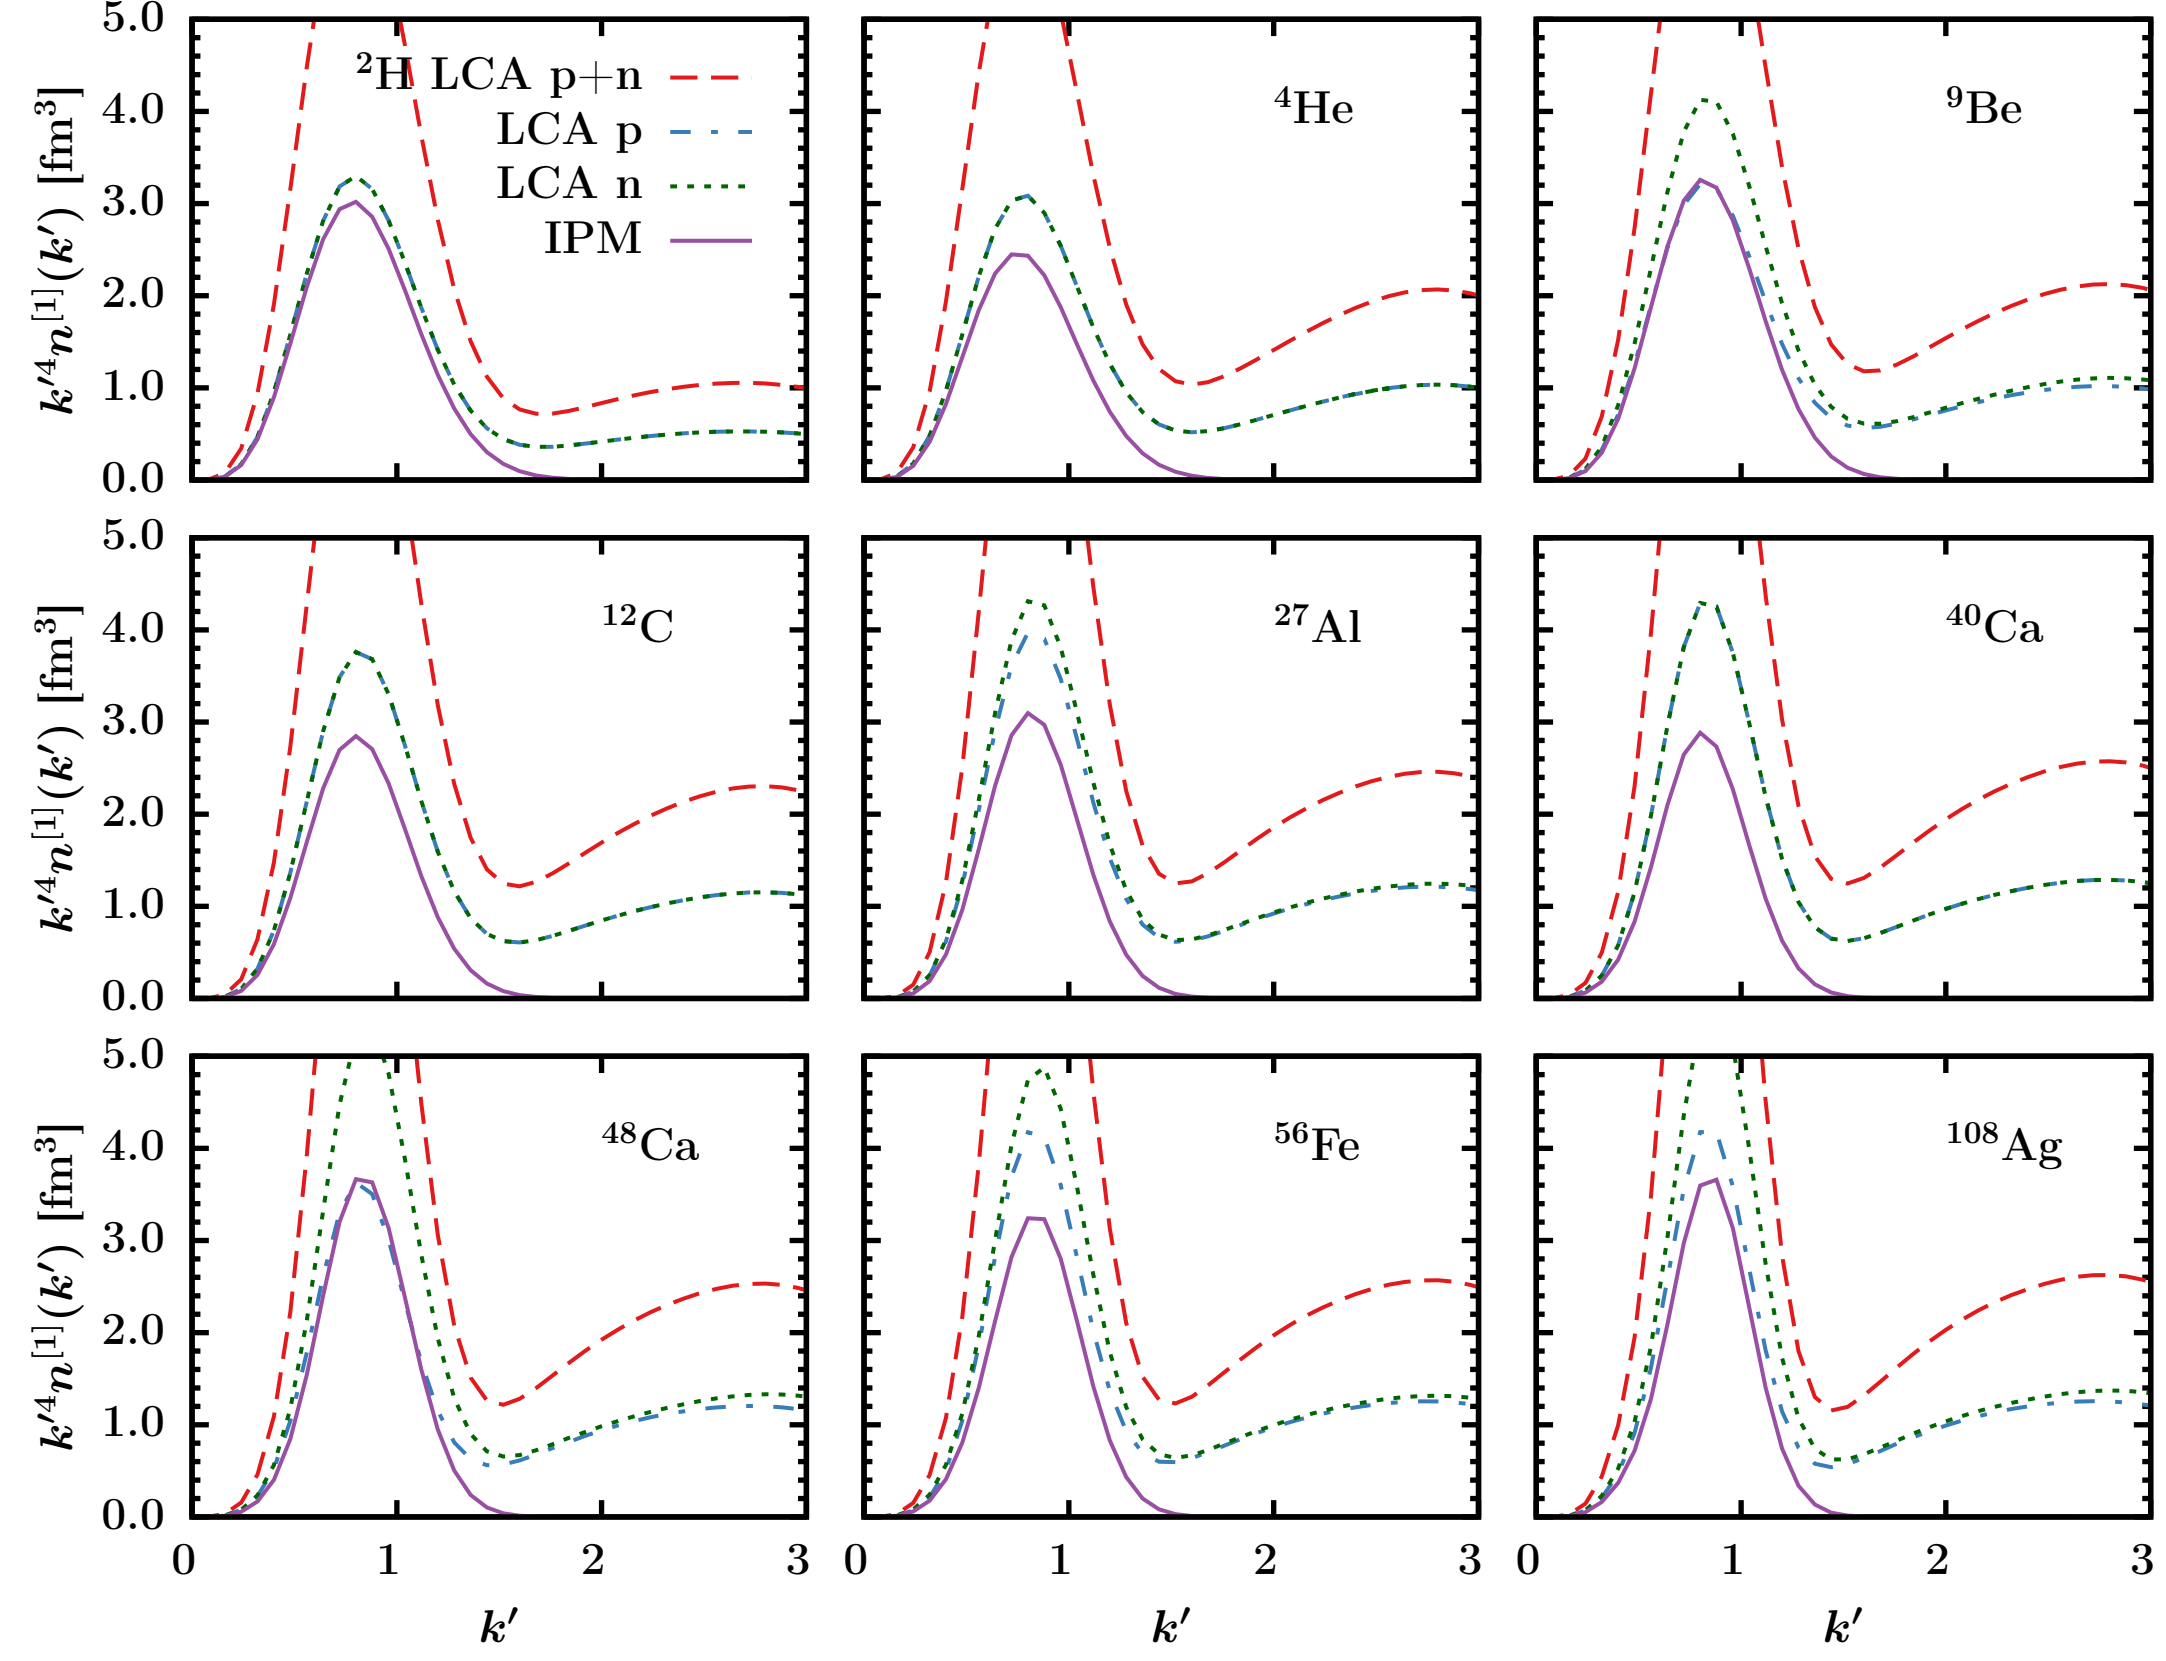 5.0
4.0
3.0
2.0
1.0
0.0
k′⁴n[1](k′) [fm³]
²H LCA p+n
LCA p
LCA n
IPM
⁴He
⁹Be
5.0
4.0
3.0
2.0
1.0
0.0
k′⁴n[1](k′) [fm³]
¹²C
²⁷Al
⁴⁰Ca
5.0
4.0
3.0
2.0
1.0
0.0
k′⁴n[1](k′) [fm³]
⁴⁸Ca
⁵⁶Fe
¹⁰⁸Ag
0 1 2 3 0 1 2 3 0 1 2 3
k′ k′ k′